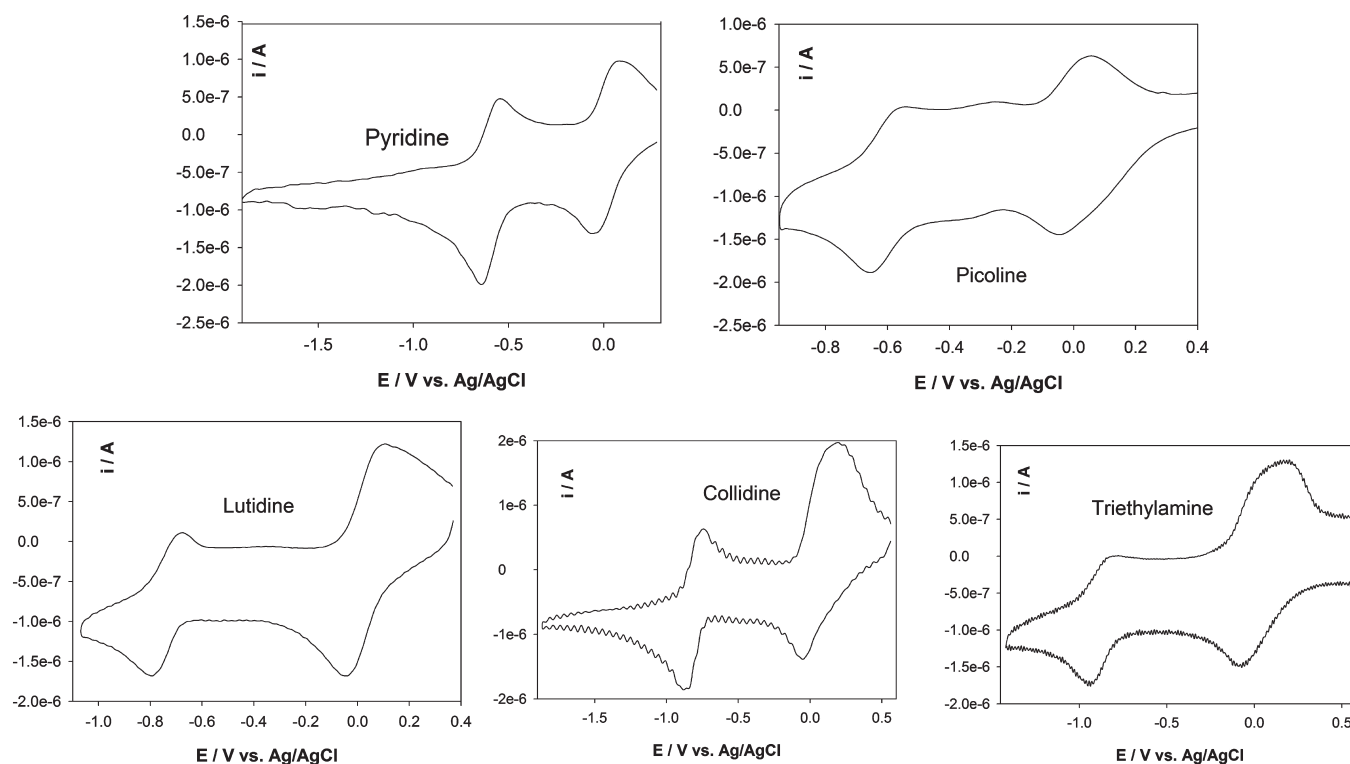 1.5e-6
1.0e-6
5.0e-7
0.0
-5.0e-7
-1.0e-6
-1.5e-6
-2.0e-6
-2.5e-6
i / A
Pyridine
-1.5 -1.0 -0.5 0.0
E / V vs. Ag/AgCl
1.0e-6
5.0e-7
0.0
-5.0e-7
-1.0e-6
-1.5e-6
-2.0e-6
-2.5e-6
i / A
Picoline
-0.8 -0.6 -0.4 -0.2 0.0 0.2 0.4
E / V vs. Ag/AgCl
1.5e-6
1.0e-6
5.0e-7
0.0
-5.0e-7
-1.0e-6
-1.5e-6
-2.0e-6
i / A
Lutidine
-1.0 -0.8 -0.6 -0.4 -0.2 0.0 0.2 0.4
E / V vs. Ag/AgCl
2e-6
1e-6
0
-1e-6
-2e-6
i / A
Collidine
-1.5 -1.0 -0.5 0.0 0.5
E / V vs. Ag/AgCl
1.5e-6
1.0e-6
5.0e-7
0.0
-5.0e-7
-1.0e-6
-1.5e-6
-2.0e-6
i / A
Triethylamine
-1.0 -0.5 0.0 0.5
E / V vs. Ag/AgCl